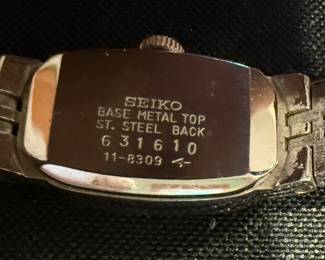 SEIKO
BASE METAL TOP
ST. STEEL BACK
631610
11-8309